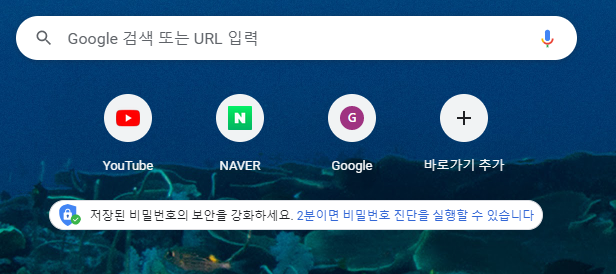 Google 검색 또는 URL 입력
N
G
YouTube
NAVER
Google
바로가기 추가
저장된 비밀번호의 보안을 강화하세요. 2분이면 비밀번호 진단을 실행할 수 있습니다